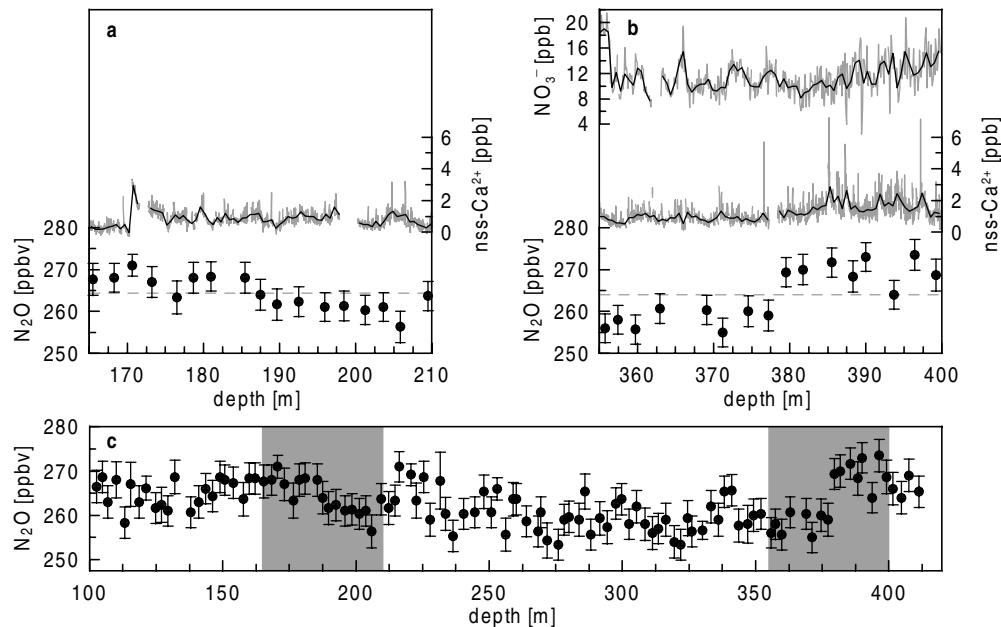 a
6
4
2
0
nss-Ca²⁺ [ppb]
280
270
260
250
N₂O [ppbv]
170 180 190 200 210
depth [m]
b
20
16
12
8
4
NO₃⁻ [ppb]
6
4
2
0
nss-Ca²⁺ [ppb]
280
270
260
250
N₂O [ppbv]
360 370 380 390 400
depth [m]
c
280
270
260
250
N₂O [ppbv]
100 150 200 250 300 350 400
depth [m]